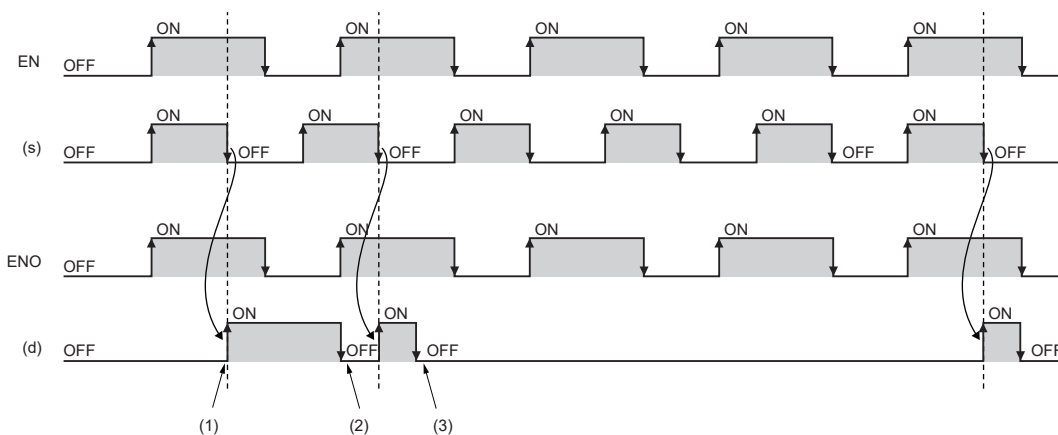 ON ON ON ON ON
EN OFF
ON ON ON ON ON ON
(s) OFF OFF OFF OFF OFF
ON ON ON ON ON
ENO OFF
ON ON ON
(d) OFF OFF OFF OFF
(1) (2) (3)